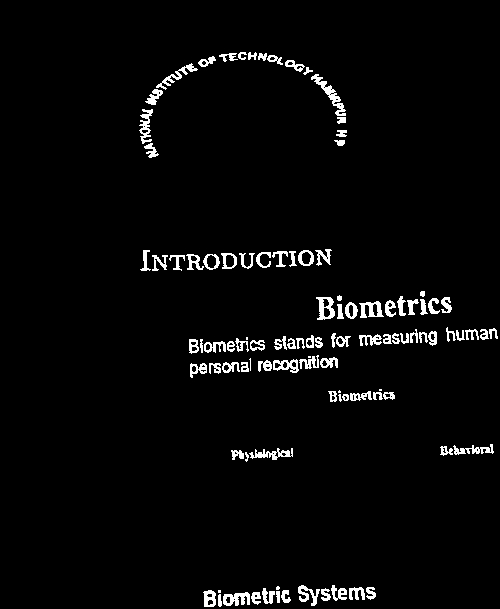 NATIONAL INSTITUTE OF TECHNOLOGY HAMIRPUR HP
INTRODUCTION
Biometrics
Biometrics stands for measuring human
personal recognition
Biometrics
Physiological Behavioral
Biometric Systems